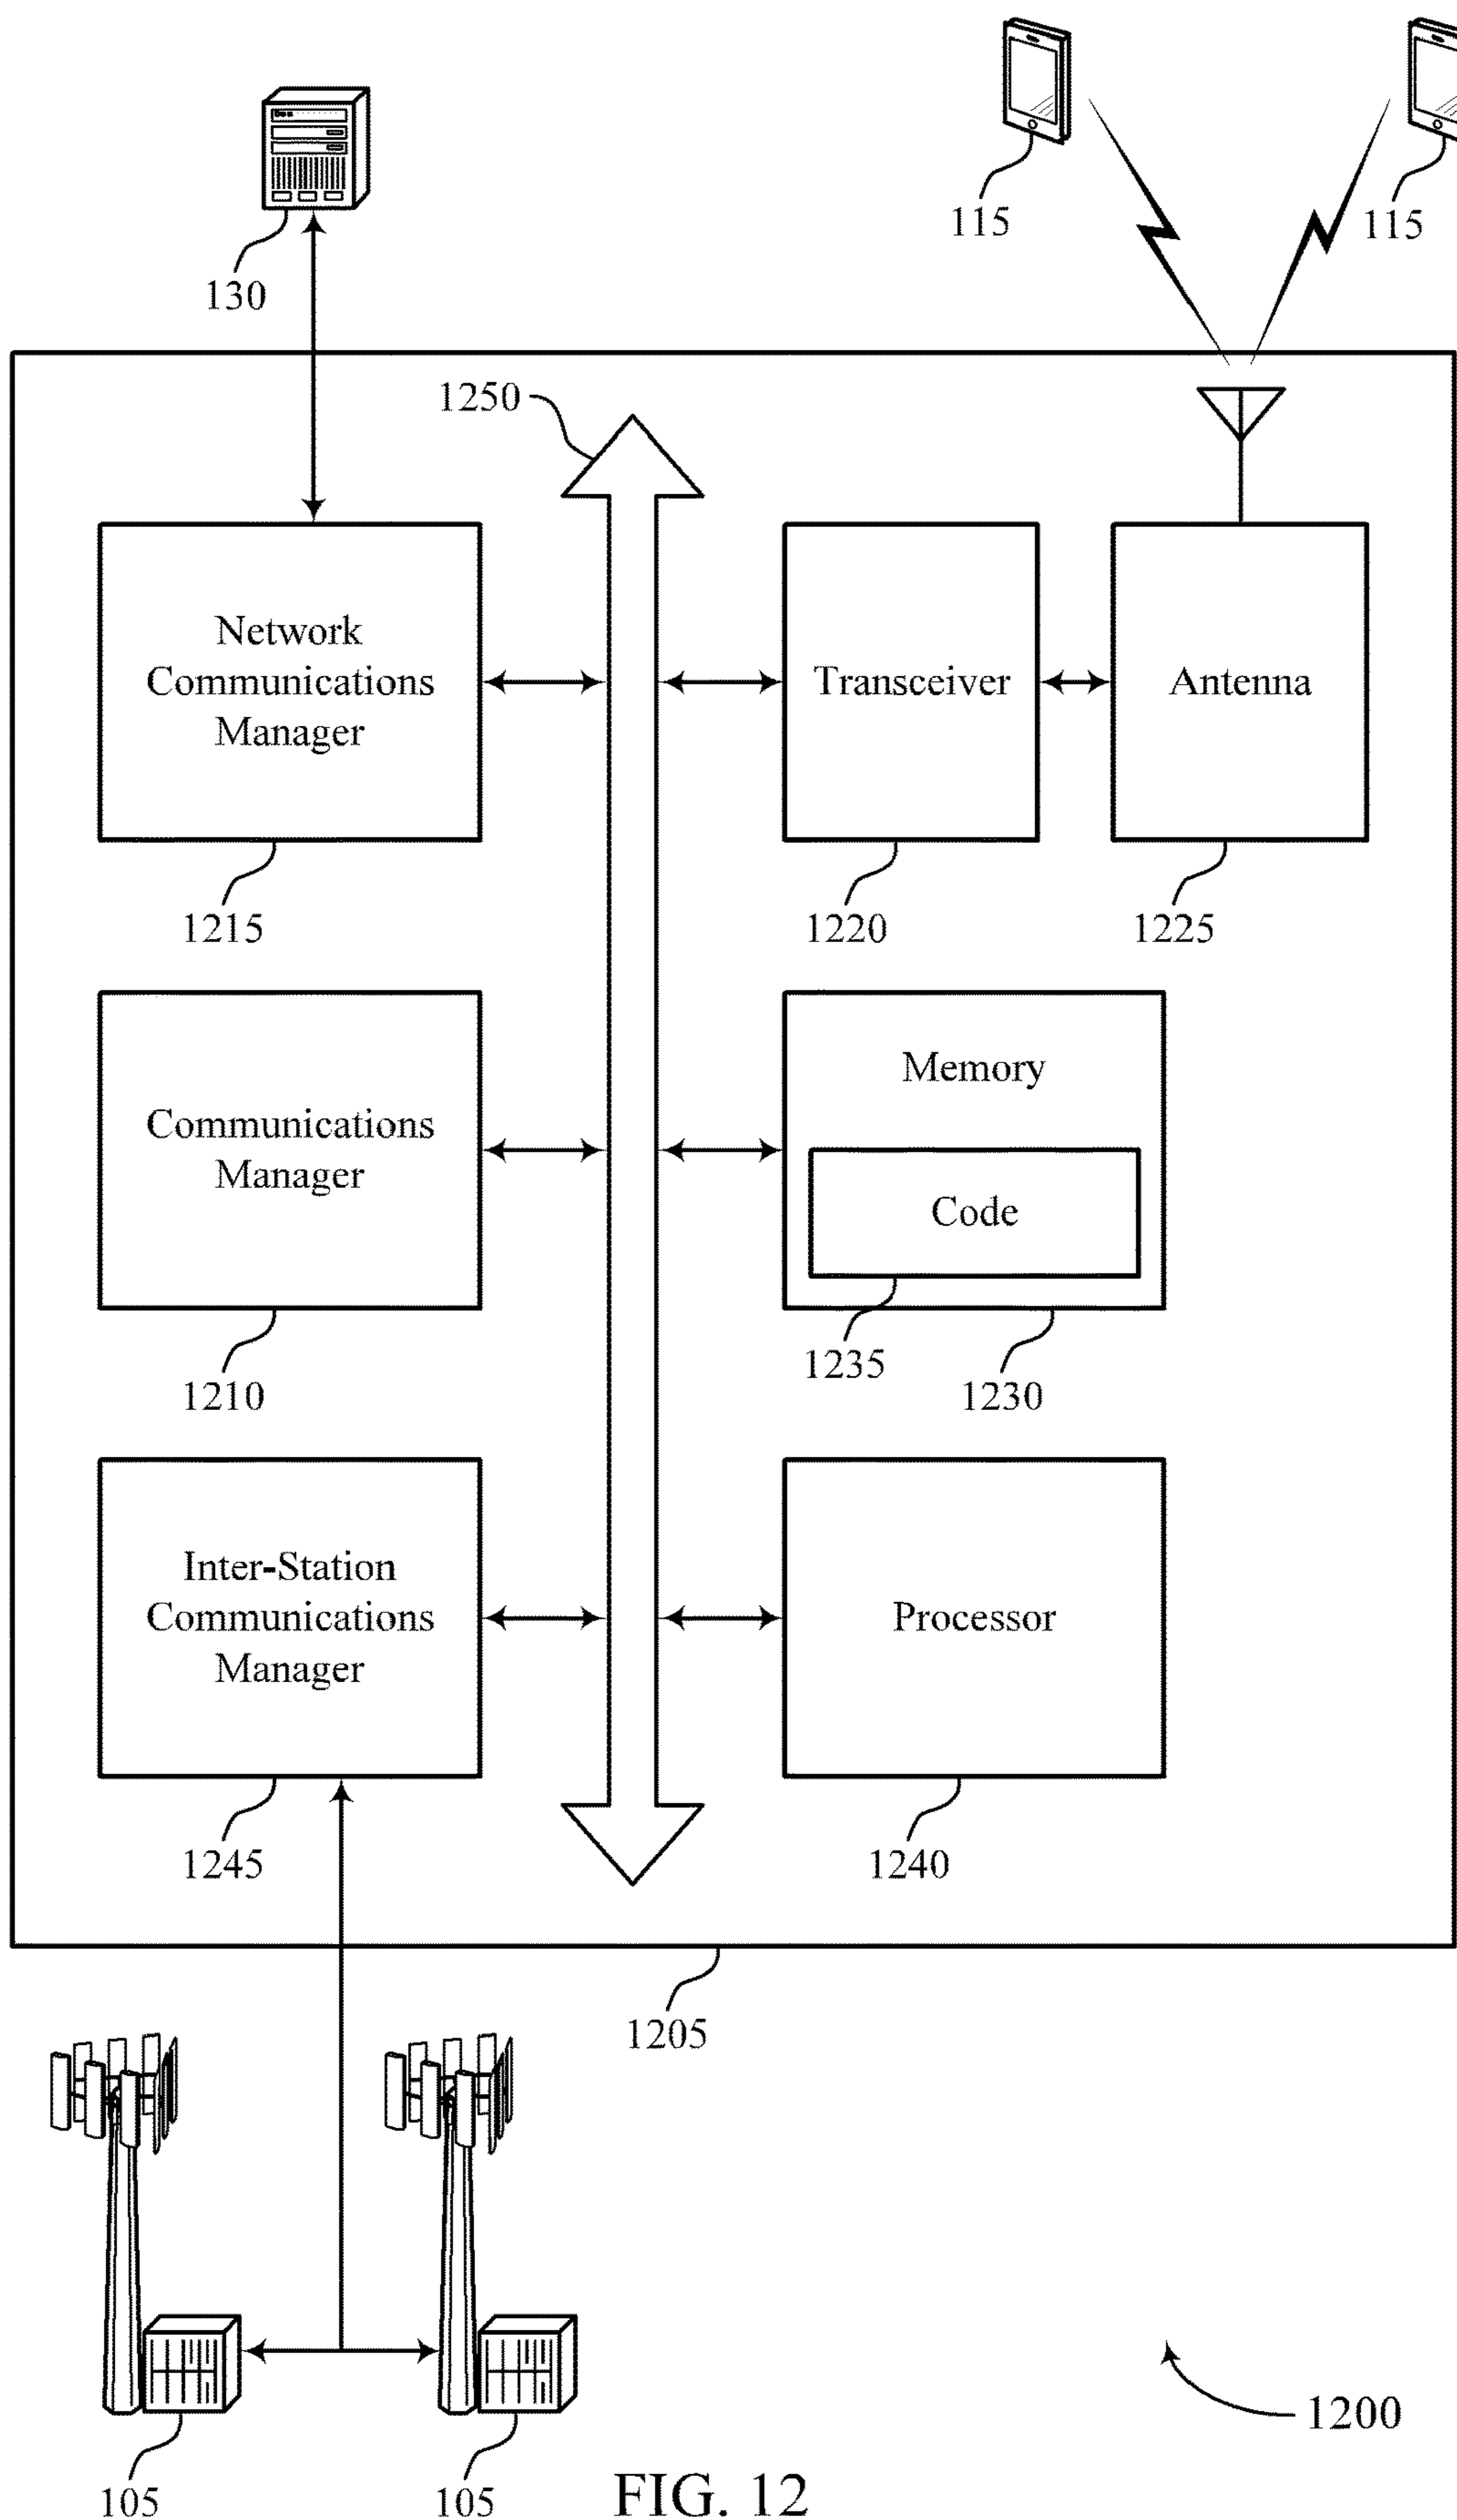 115
115
130
1250
Network
Communications
Manager
Transceiver
Antenna
1215
1220
1225
Communications
Manager
Memory
Code
1210
1235
1230
Inter-Station
Communications
Manager
Processor
1245
1240
1205
1200
105
105
FIG. 12